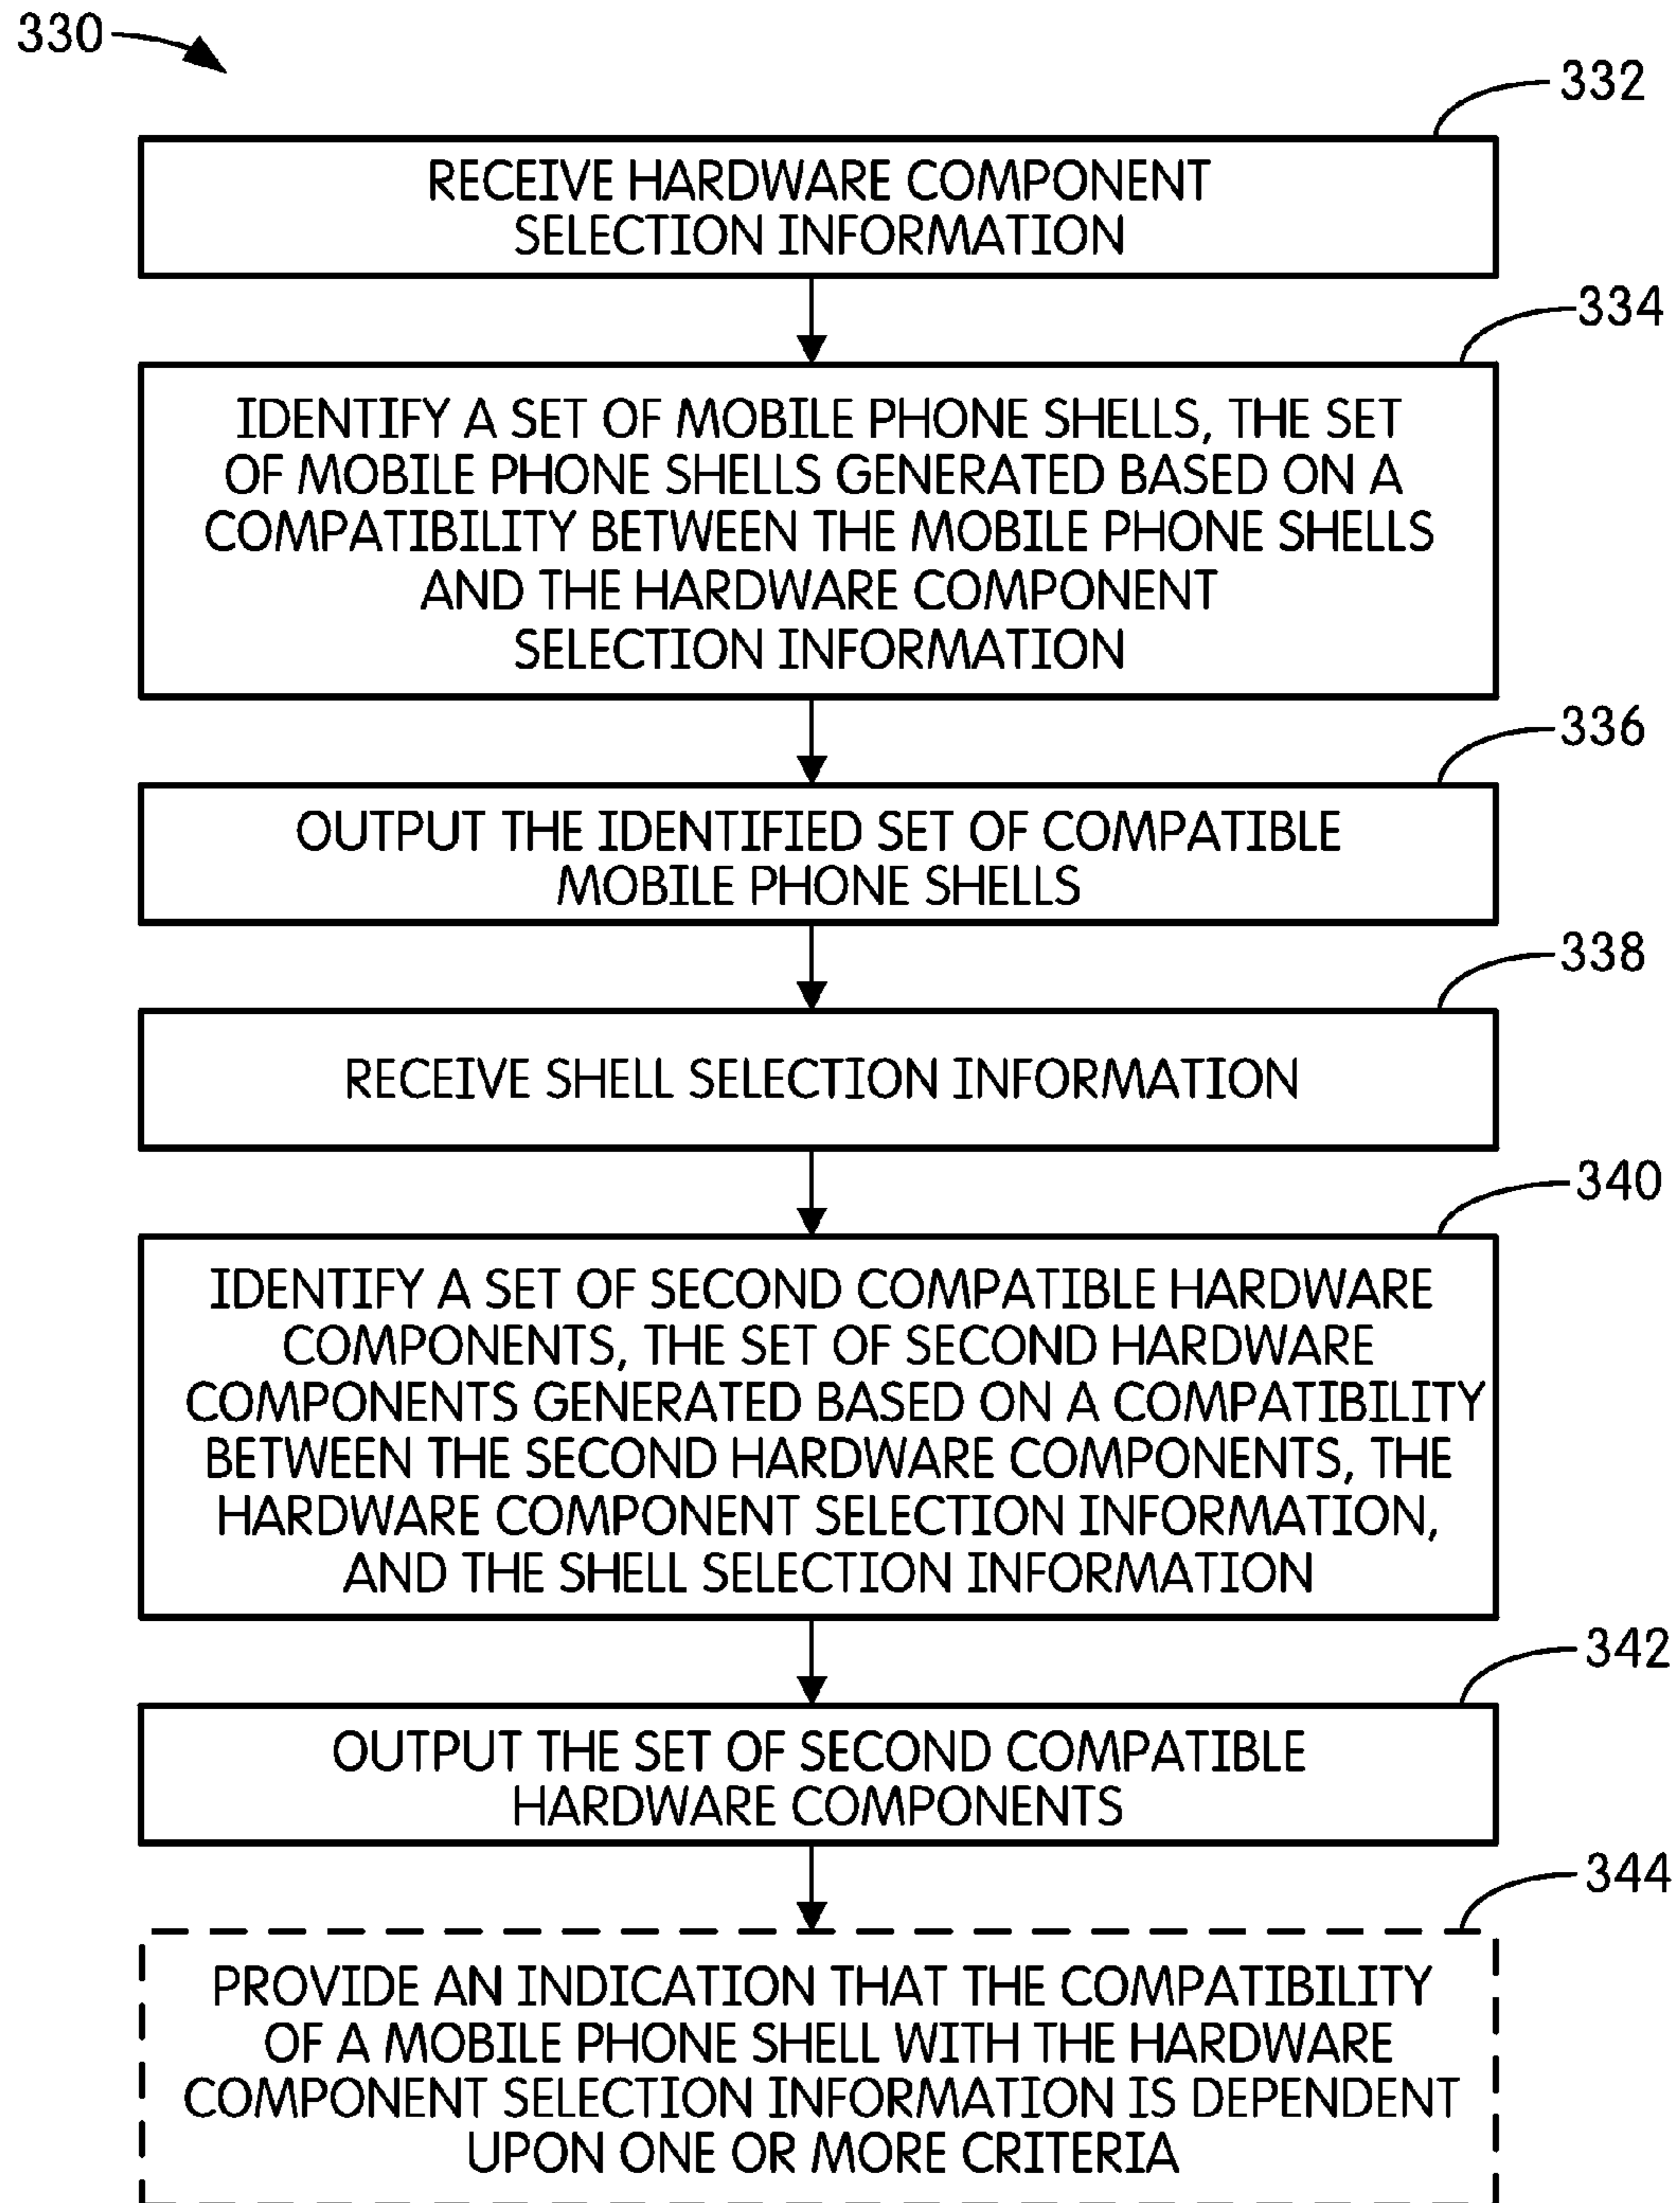 330
332
RECEIVE HARDWARE COMPONENT
SELECTION INFORMATION
334
IDENTIFY A SET OF MOBILE PHONE SHELLS, THE SET
OF MOBILE PHONE SHELLS GENERATED BASED ON A
COMPATIBILITY BETWEEN THE MOBILE PHONE SHELLS
AND THE HARDWARE COMPONENT
SELECTION INFORMATION
336
OUTPUT THE IDENTIFIED SET OF COMPATIBLE
MOBILE PHONE SHELLS
338
RECEIVE SHELL SELECTION INFORMATION
340
IDENTIFY A SET OF SECOND COMPATIBLE HARDWARE
COMPONENTS, THE SET OF SECOND HARDWARE
COMPONENTS GENERATED BASED ON A COMPATIBILITY
BETWEEN THE SECOND HARDWARE COMPONENTS, THE
HARDWARE COMPONENT SELECTION INFORMATION,
AND THE SHELL SELECTION INFORMATION
342
OUTPUT THE SET OF SECOND COMPATIBLE
HARDWARE COMPONENTS
344
PROVIDE AN INDICATION THAT THE COMPATIBILITY
OF A MOBILE PHONE SHELL WITH THE HARDWARE
COMPONENT SELECTION INFORMATION IS DEPENDENT
UPON ONE OR MORE CRITERIA